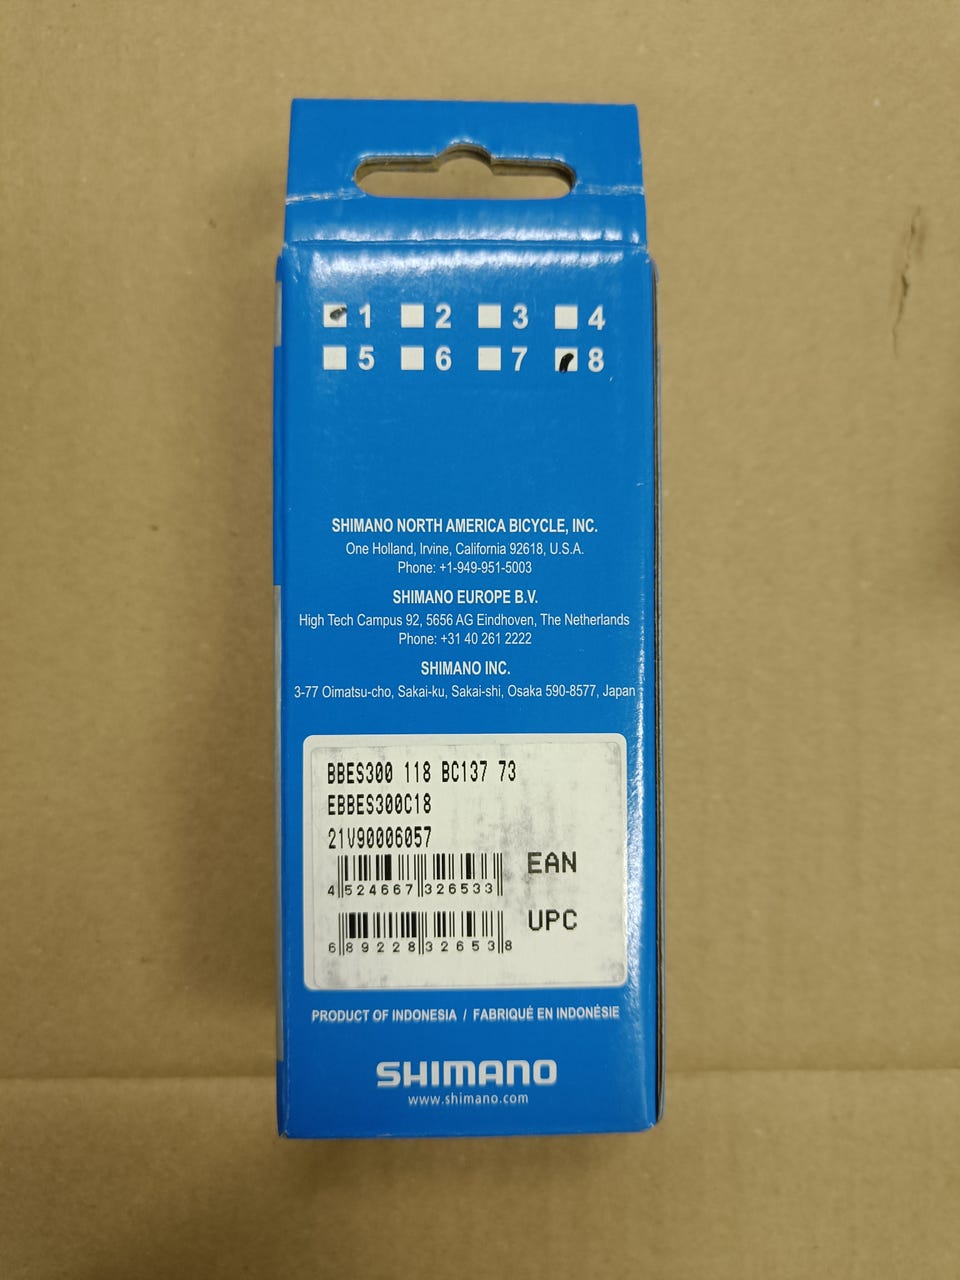 1 2 3 4
5 6 7 8
SHIMANO NORTH AMERICA BICYCLE, INC.
One Holland, Irvine, California 92618, U.S.A.
Phone: +1-949-951-5003
SHIMANO EUROPE B.V.
High Tech Campus 92, 5656 AG Eindhoven, The Netherlands
Phone: +31 40 261 2222
SHIMANO INC.
3-77 Oimatsu-cho, Sakai-ku, Sakai-shi, Osaka 590-8577, Japan
BBES300 118 BC137 73
EBBES300C18
21V90006057
EAN
4 524667 326533
UPC
6 89228 32653 8
PRODUCT OF INDONESIA / FABRIQUÉ EN INDONÉSIE
SHIMANO
www.shimano.com